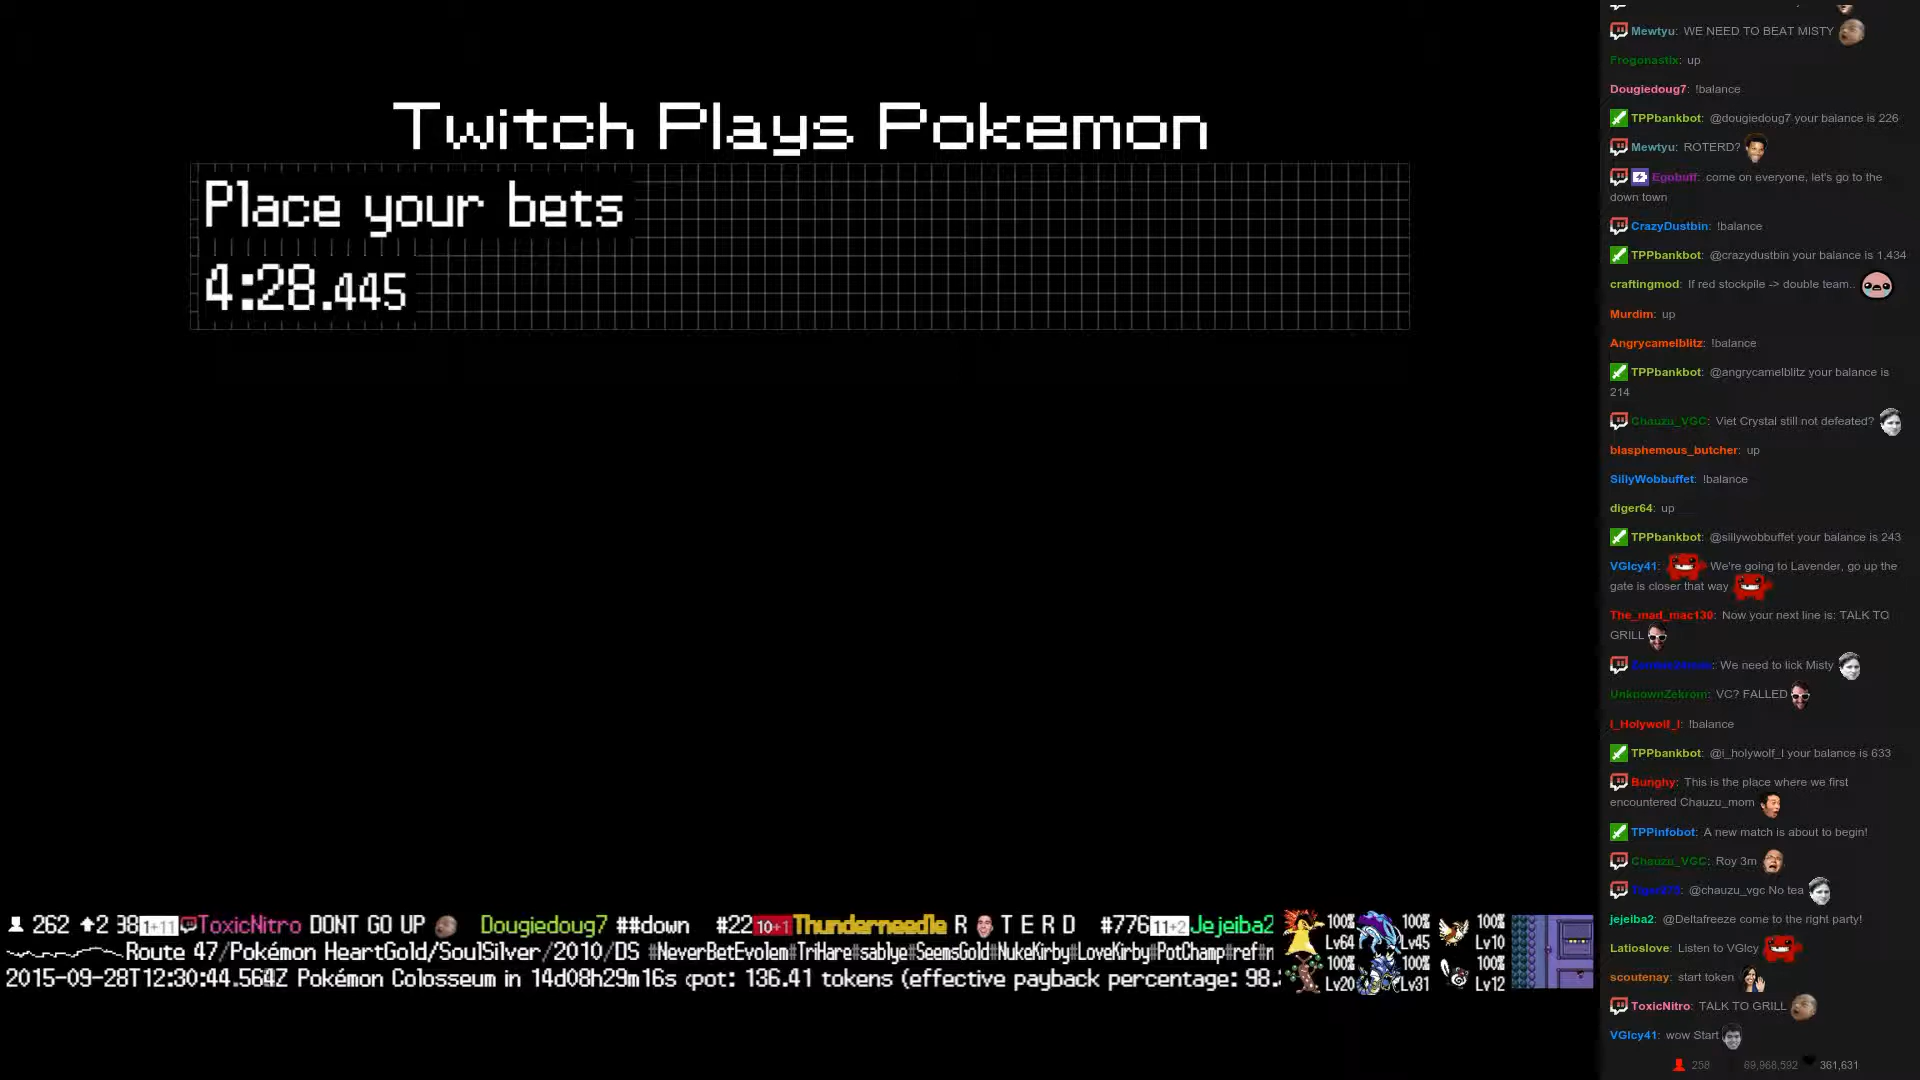 Twitch Plays Pokemon
Place your bets
4:28.445
262 2 38 1+11 ToxicNitro DONT GO UP Dougiedoug7 ##down #22 10+1 Thunderneedle R T E R D #776 11+2 Jejeiba2
Route 47/Pokémon HeartGold/SoulSilver/2010/DS #NeverBetEvolem#TriHare#sablye#SeemsGold#NukeKirby#LoveKirby#PotChamp#ref#
2015-09-28T12:30:44.564Z Pokémon Colosseum in 14d08h29m16s pot: 136.41 tokens (effective payback percentage: 98.
100% Lv64 100% Lv45 100% Lv10
100% Lv20 100% Lv31 100% Lv12
Mewtyu: WE NEED TO BEAT MISTY
Frogonastix: up
Dougiedoug7: !balance
TPPbankbot: @dougiedoug7 your balance is 226
Mewtyu: ROTERD?
Egobuff: come on everyone, let's go to the
down town
CrazyDustbin: !balance
TPPbankbot: @crazydustbin your balance is 1,434
craftingmod: If red stockpile -> double team..
Murdim: up
Angrycamelblitz: !balance
TPPbankbot: @angrycamelblitz your balance is
214
Chauzu_VGC: Viet Crystal still not defeated?
blasphemous_butcher: up
SillyWobbuffet: !balance
diger64: up
TPPbankbot: @sillywobbuffet your balance is 243
VGIcy41: We're going to Lavender, go up the
gate is closer that way
The_mad_mac130: Now your next line is: TALK TO
GRILL
We need to lick Misty
UnknownZekrom: VC? FALLED
I_Holywolf_I: !balance
TPPbankbot: @i_holywolf_l your balance is 633
Bunghy: This is the place where we first
encountered Chauzu_mom
TPPinfobot: A new match is about to begin!
Chauzu_VGC: Roy 3m
@chauzu_vgc No tea
jejeiba2: @Deltafreeze come to the right party!
Latioslove: Listen to VGIcy
scoutenay: start token
ToxicNitro: TALK TO GRILL
VGIcy41: wow Start
258 69,968,592 361,631